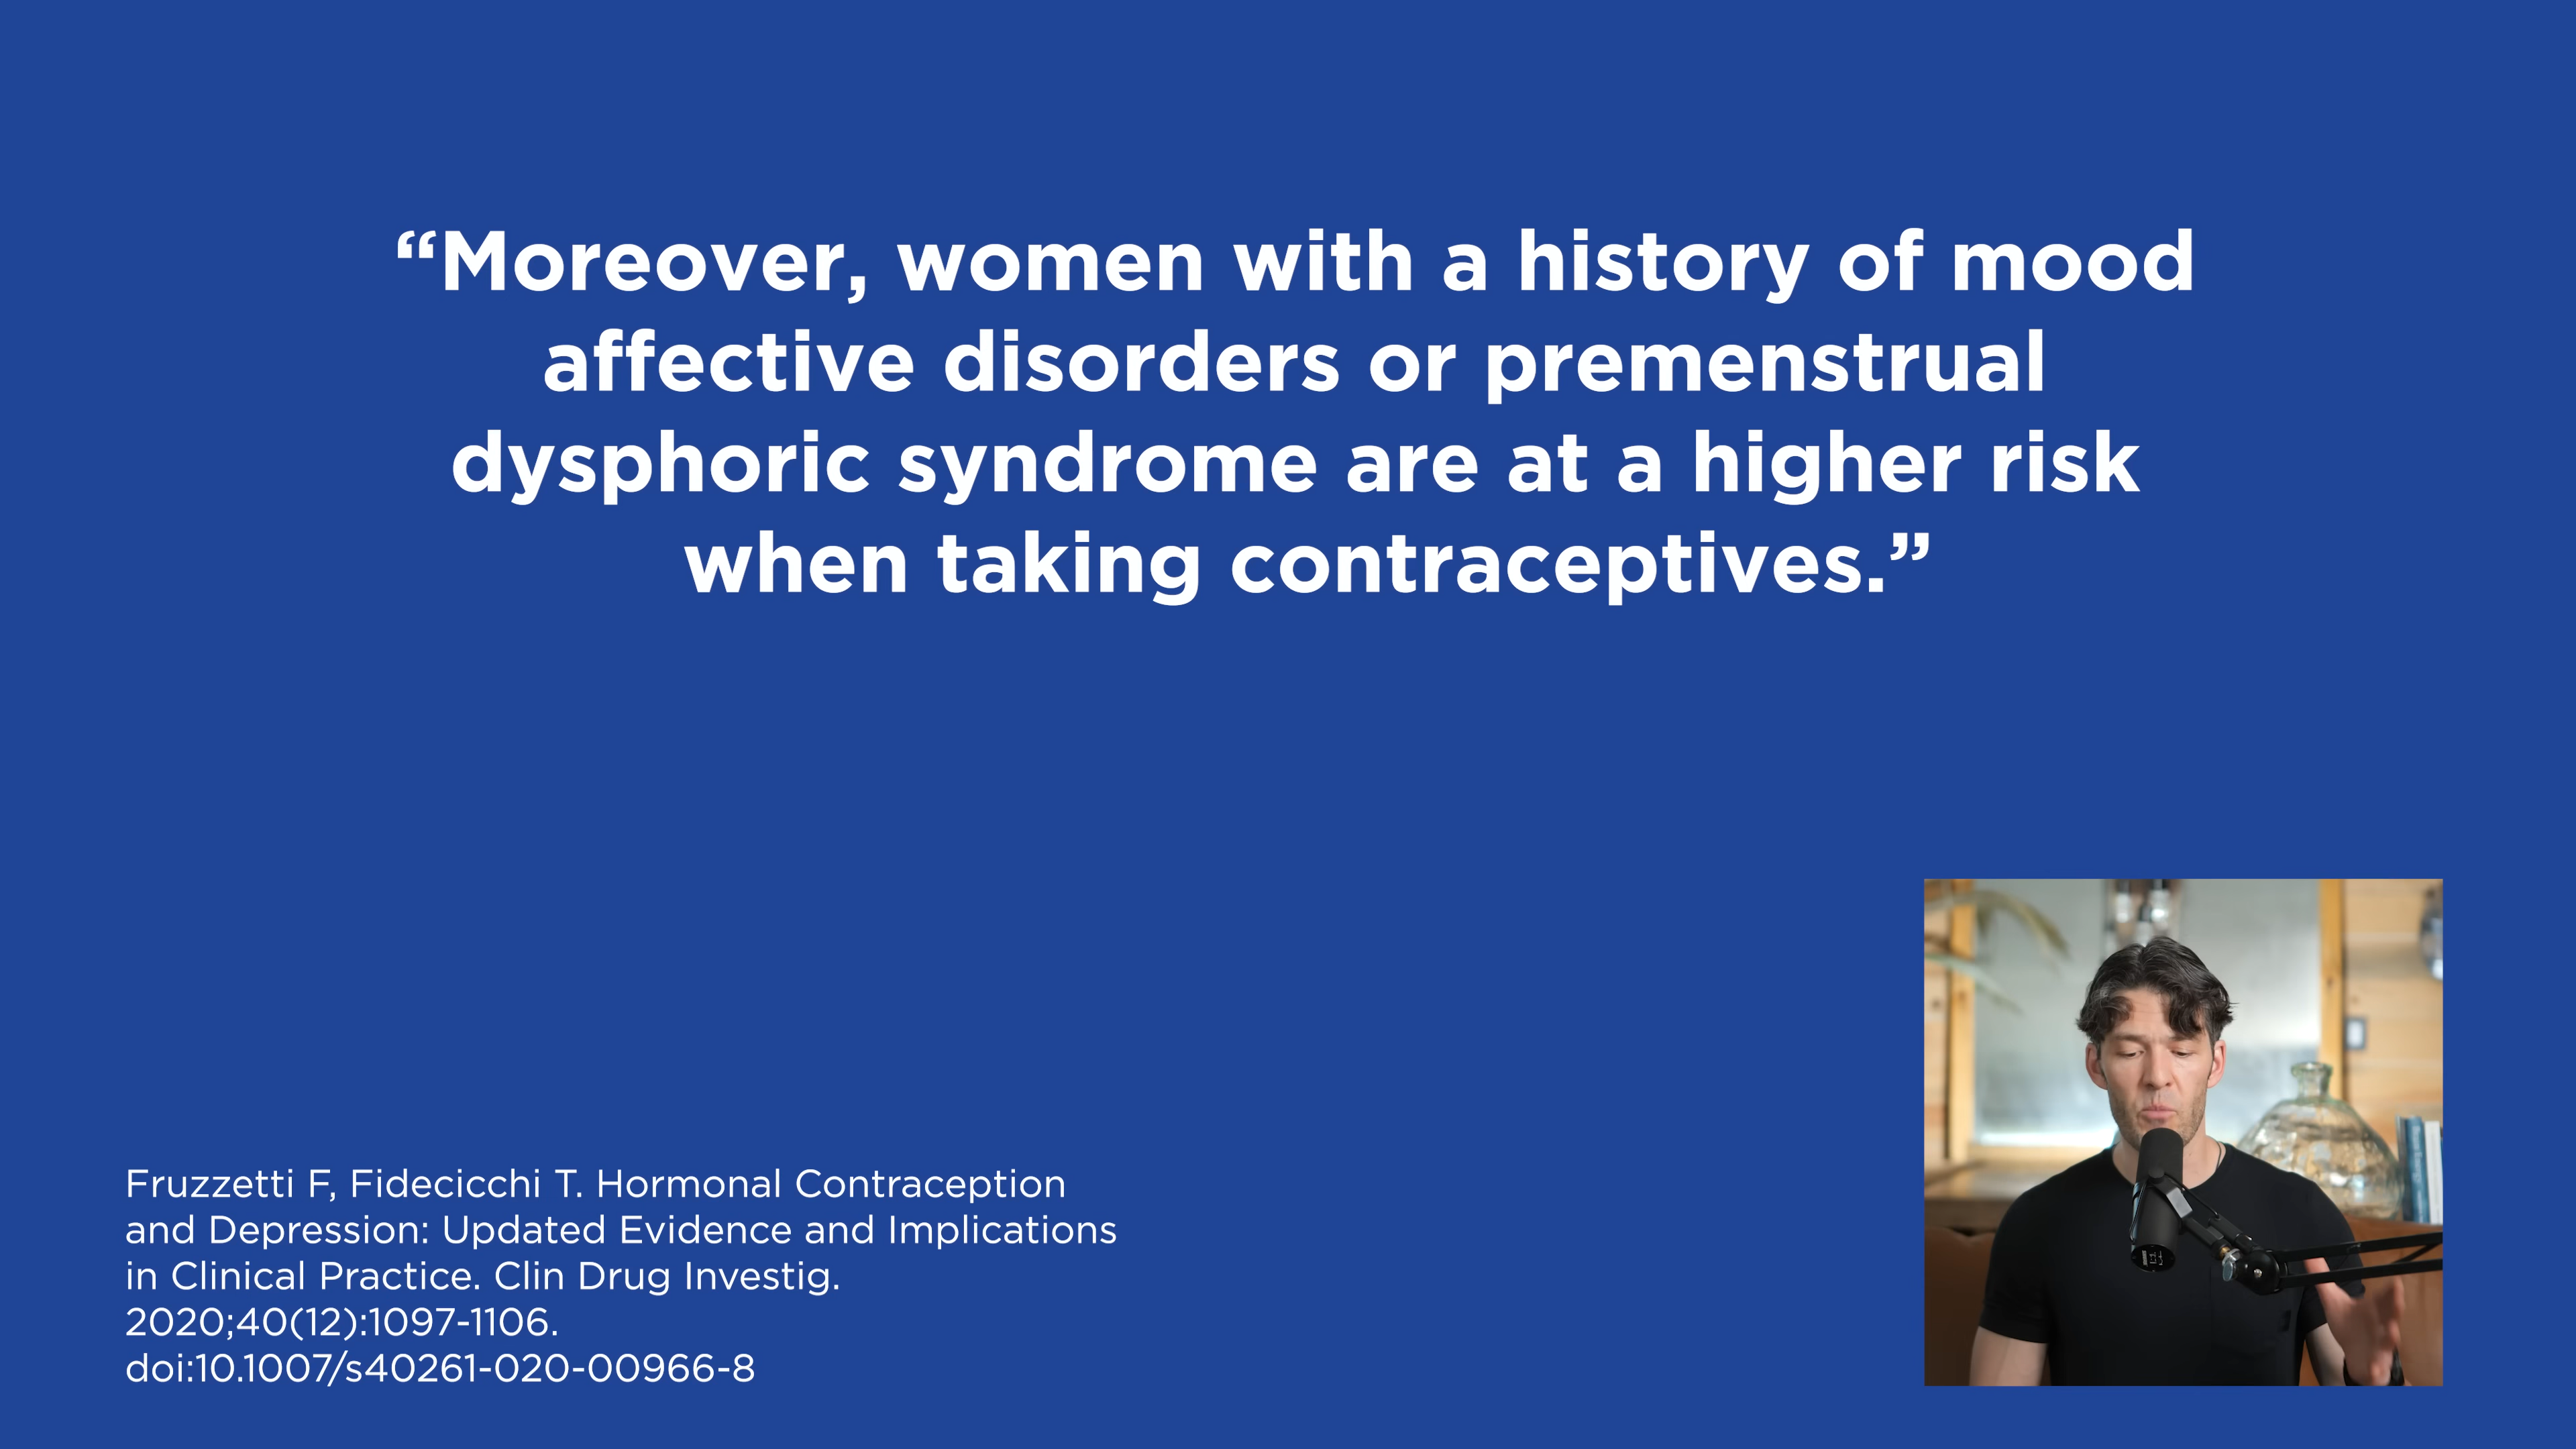 “Moreover, women with a history of mood
affective disorders or premenstrual
dysphoric syndrome are at a higher risk
when taking contraceptives.”
Fruzzetti F, Fidecicchi T. Hormonal Contraception
and Depression: Updated Evidence and Implications
in Clinical Practice. Clin Drug Investig.
2020;40(12):1097-1106.
doi:10.1007/s40261-020-00966-8